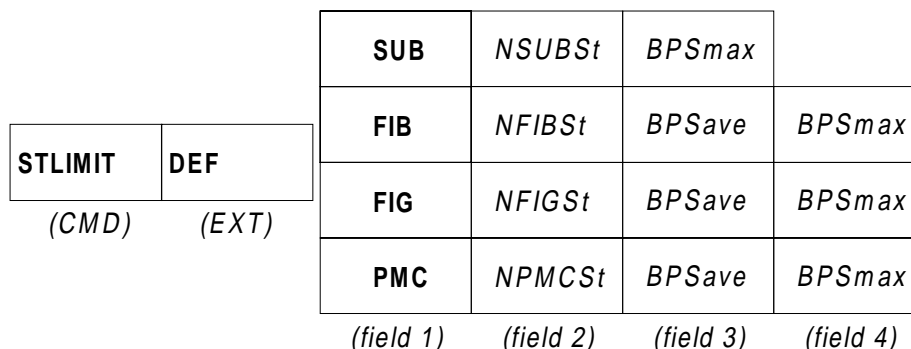 SUB NSUBSt BPSmax
FIB NFIBSt BPSave BPSmax
STLIMIT DEF
FIG NFIGSt BPSave BPSmax
(CMD) (EXT)
PMC NPMCSt BPSave BPSmax
(field 1) (field 2) (field 3) (field 4)